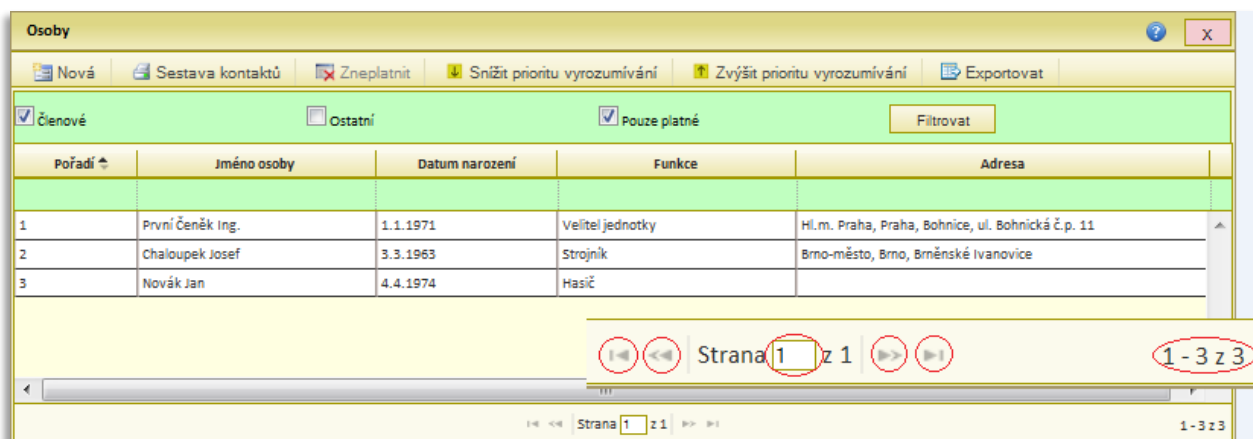 Osoby
X
Nová Sestava kontaktů Zneplatnit Snížit prioritu vyrozumívání Zvýšit prioritu vyrozumívání Exportovat
Členové Ostatní Pouze platné Filtrovat
Pořadí Jméno osoby Datum narození Funkce Adresa
1 První Čeněk Ing. 1.1.1971 Velitel jednotky Hl.m. Praha, Praha, Bohnice, ul. Bohnická č.p. 11
2 Chaloupek Josef 3.3.1963 Strojník Brno-město, Brno, Brněnské Ivanovice
3 Novák Jan 4.4.1974 Hasič
Strana 1 z 1 1 - 3 z 3
Strana 1 z 1 1 - 3 z 3